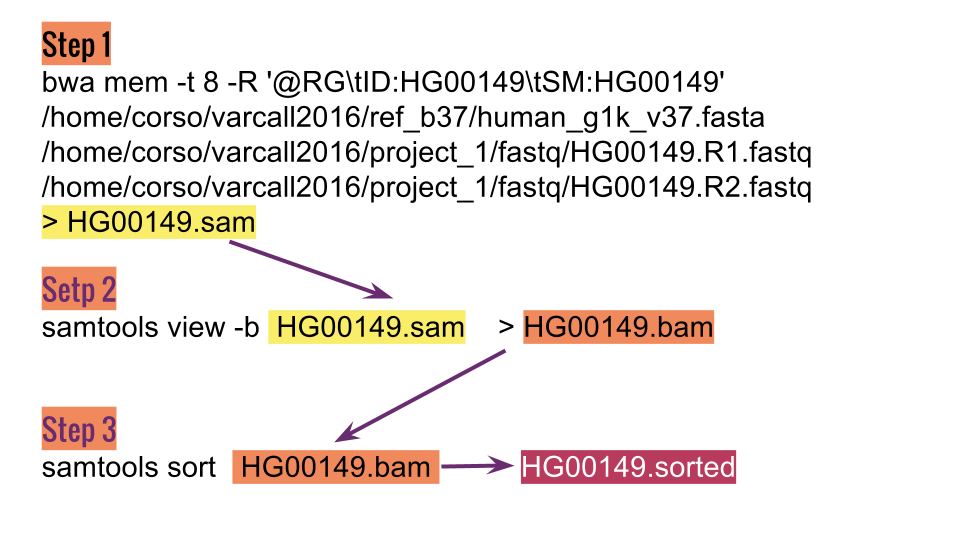 Step 1
bwa mem -t 8 -R '@RG\tID:HG00149\tSM:HG00149'
/home/corso/varcall2016/ref_b37/human_g1k_v37.fasta
/home/corso/varcall2016/project_1/fastq/HG00149.R1.fastq
/home/corso/varcall2016/project_1/fastq/HG00149.R2.fastq
> HG00149.sam
Setp 2
samtools view -b HG00149.sam > HG00149.bam
Step 3
samtools sort HG00149.bam HG00149.sorted